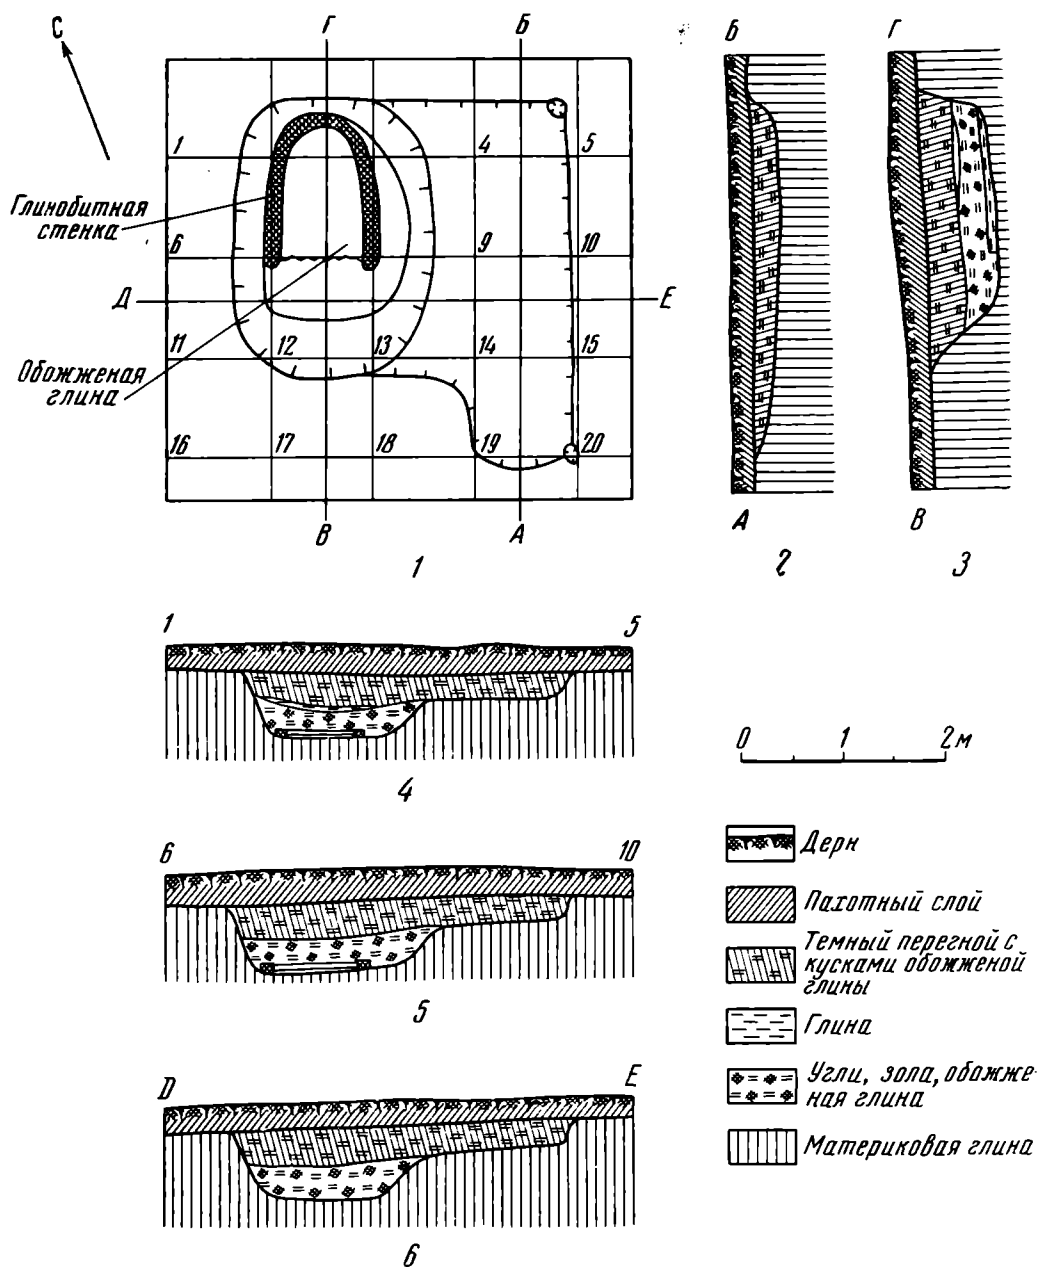 С
Г
Б
1
4
5
Глинобитная
стенка
6
9
10
Д
Е
11
12
13
14
15
Обожженая
глина
16
17
18
19
20
В
А
1
Б
А
2
Г
В
3
1
5
4
6
10
5
D
E
6
0
1
2 м
Дерн
Пахотный слой
Темный перегной с
кусками обожженой
глины
Глина
Угли, зола, обожже-
ная глина
Материковая глина